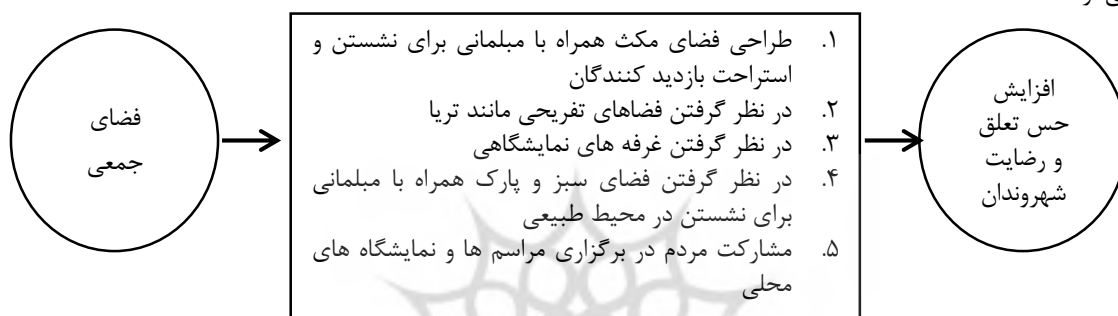 فضای
جمعی
۱. طراحی فضای مکث همراه با مبلمانی برای نشستن و
استراحت بازدید کنندگان
۲. در نظر گرفتن فضاهای تفریحی مانند تریا
۳. در نظر گرفتن غرفه های نمایشگاهی
۴. در نظر گرفتن فضای سبز و پارک همراه با مبلمانی
برای نشستن در محیط طبیعی
۵. مشارکت مردم در برگزاری مراسم ها و نمایشگاه های
محلی
افزایش
حس تعلق
و رضایت
شهروندان